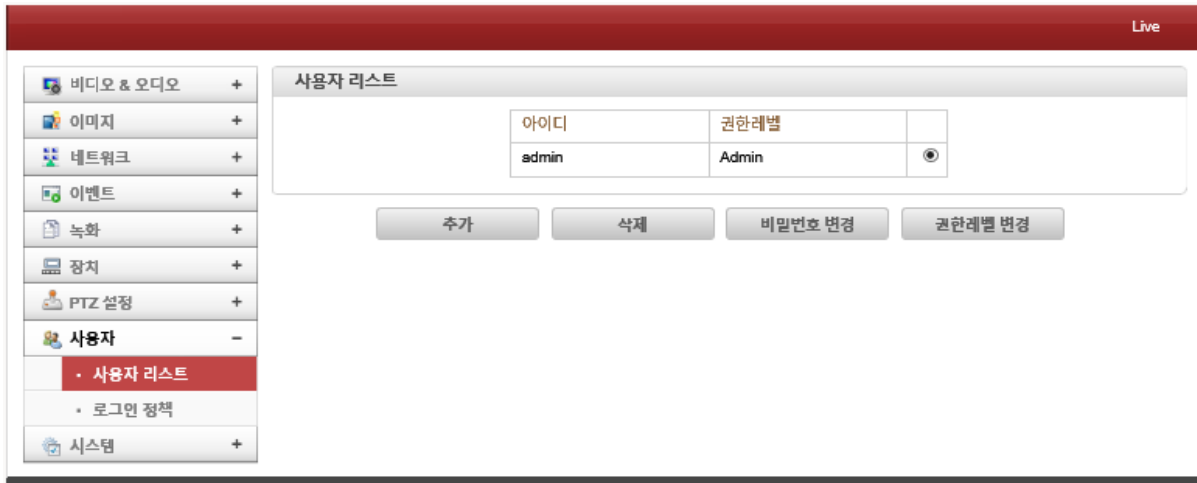 Live
비디오 & 오디오 +
이미지 +
네트워크 +
이벤트 +
녹화 +
장치 +
PTZ 설정 +
사용자 -
· 사용자 리스트
· 로그인 정책
시스템 +
사용자 리스트
아이디 권한레벨
admin Admin
추가 삭제 비밀번호 변경 권한레벨 변경